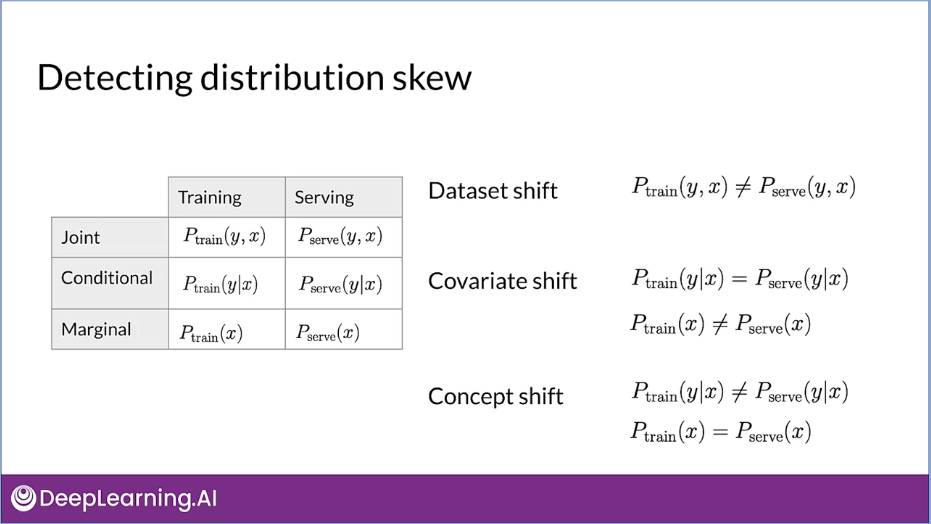 Detecting distribution skew
Training Serving
Joint P_train(y, x) P_serve(y, x)
Conditional P_train(y|x) P_serve(y|x)
Marginal P_train(x) P_serve(x)
Dataset shift P_train(y, x) ≠ P_serve(y, x)
Covariate shift P_train(y|x) = P_serve(y|x)
P_train(x) ≠ P_serve(x)
Concept shift P_train(y|x) ≠ P_serve(y|x)
P_train(x) = P_serve(x)
DeepLearning.AI